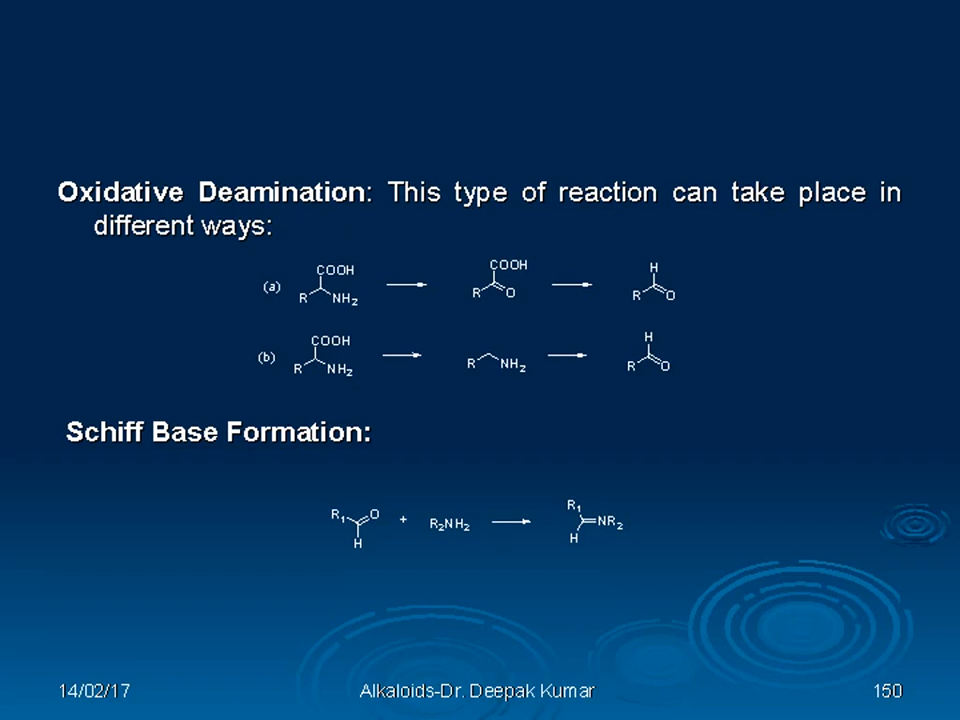 Oxidative Deamination: This type of reaction can take place in
different ways:
(a) R COOH NH2 R COOH O R H O
(b) R COOH NH2 R NH2 R H O
Schiff Base Formation:
R1 O H + R2NH2 R1 H NR2
14/02/17 Alkaloids-Dr. Deepak Kumar 150